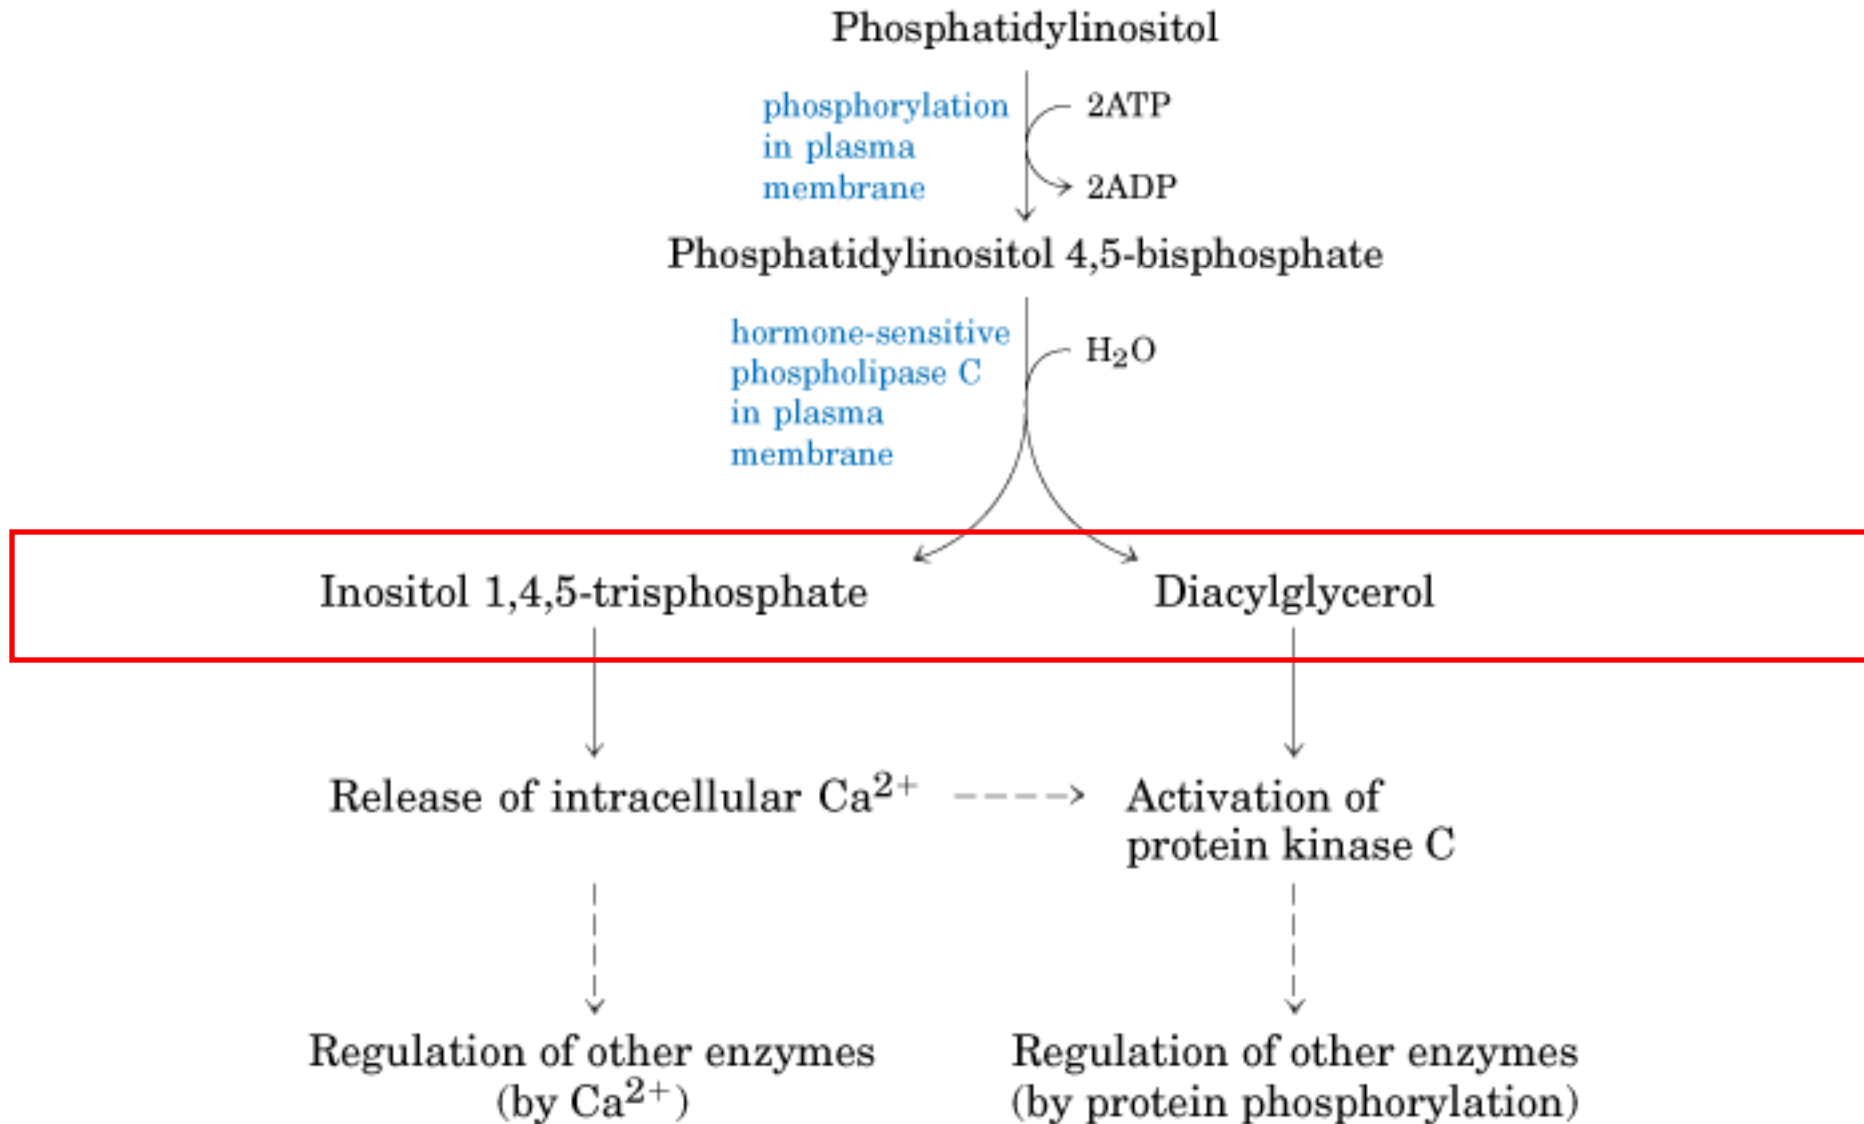 Phosphatidylinositol
phosphorylation
in plasma
membrane
2ATP
2ADP
Phosphatidylinositol 4,5-bisphosphate
hormone-sensitive
phospholipase C
in plasma
membrane
H₂O
Inositol 1,4,5-trisphosphate
Diacylglycerol
Release of intracellular Ca²⁺
Activation of
protein kinase C
Regulation of other enzymes
(by Ca²⁺)
Regulation of other enzymes
(by protein phosphorylation)